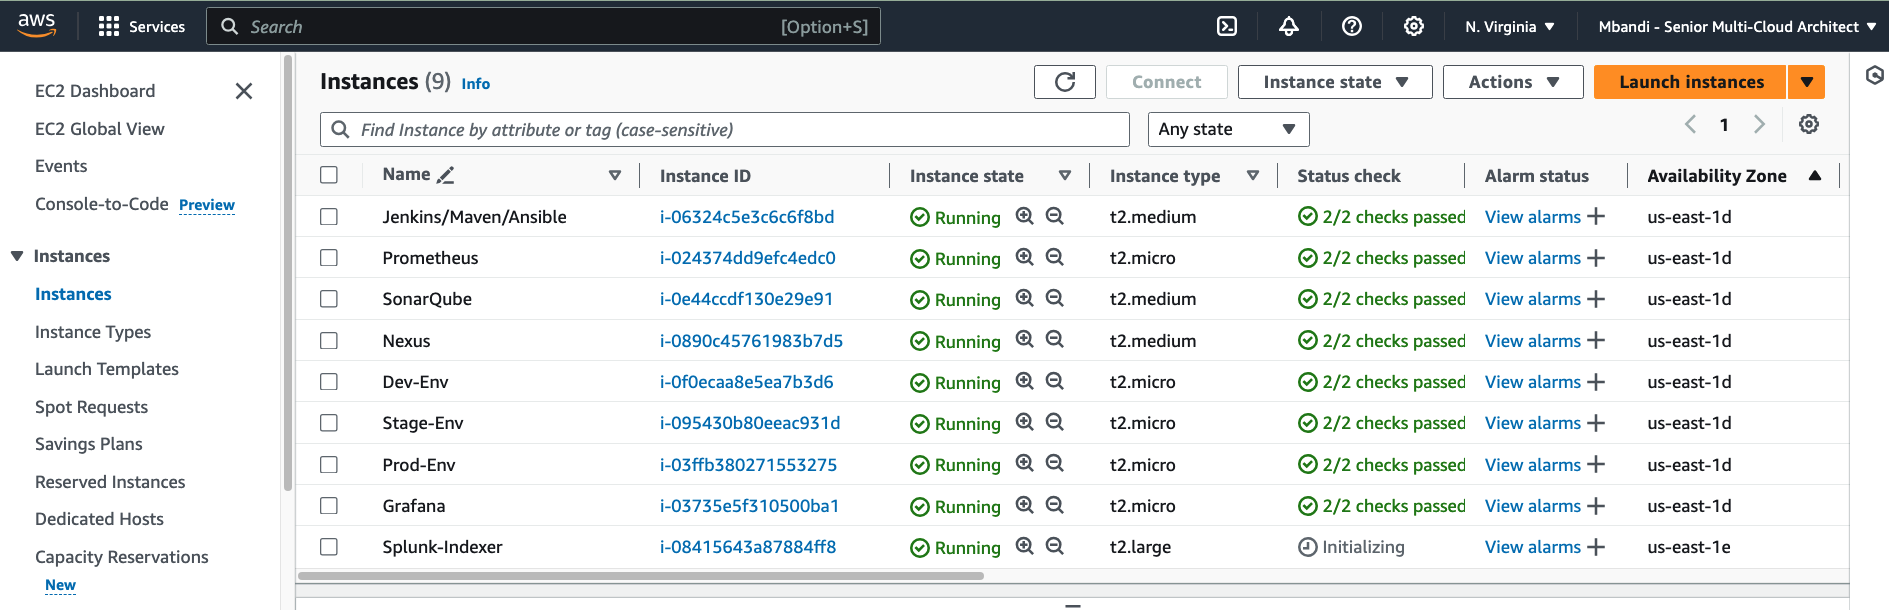 aws
Services
Search [Option+S]
N. Virginia
Mbandi - Senior Multi-Cloud Architect
EC2 Dashboard
EC2 Global View
Events
Console-to-Code Preview
Instances
Instances
Instance Types
Launch Templates
Spot Requests
Savings Plans
Reserved Instances
Dedicated Hosts
Capacity Reservations
New
Instances (9) Info
Connect
Instance state
Actions
Launch instances
Find Instance by attribute or tag (case-sensitive)
Any state
1
Name Instance ID Instance state Instance type Status check Alarm status Availability Zone
Jenkins/Maven/Ansible i-06324c5e3c6c6f8bd Running t2.medium 2/2 checks passed View alarms us-east-1d
Prometheus i-024374dd9efc4edc0 Running t2.micro 2/2 checks passed View alarms us-east-1d
SonarQube i-0e44ccdf130e29e91 Running t2.medium 2/2 checks passed View alarms us-east-1d
Nexus i-0890c45761983b7d5 Running t2.medium 2/2 checks passed View alarms us-east-1d
Dev-Env i-0f0ecaa8e5ea7b3d6 Running t2.micro 2/2 checks passed View alarms us-east-1d
Stage-Env i-095430b80eeac931d Running t2.micro 2/2 checks passed View alarms us-east-1d
Prod-Env i-03ffb380271553275 Running t2.micro 2/2 checks passed View alarms us-east-1d
Grafana i-03735e5f310500ba1 Running t2.micro 2/2 checks passed View alarms us-east-1d
Splunk-Indexer i-08415643a87884ff8 Running t2.large Initializing View alarms us-east-1e